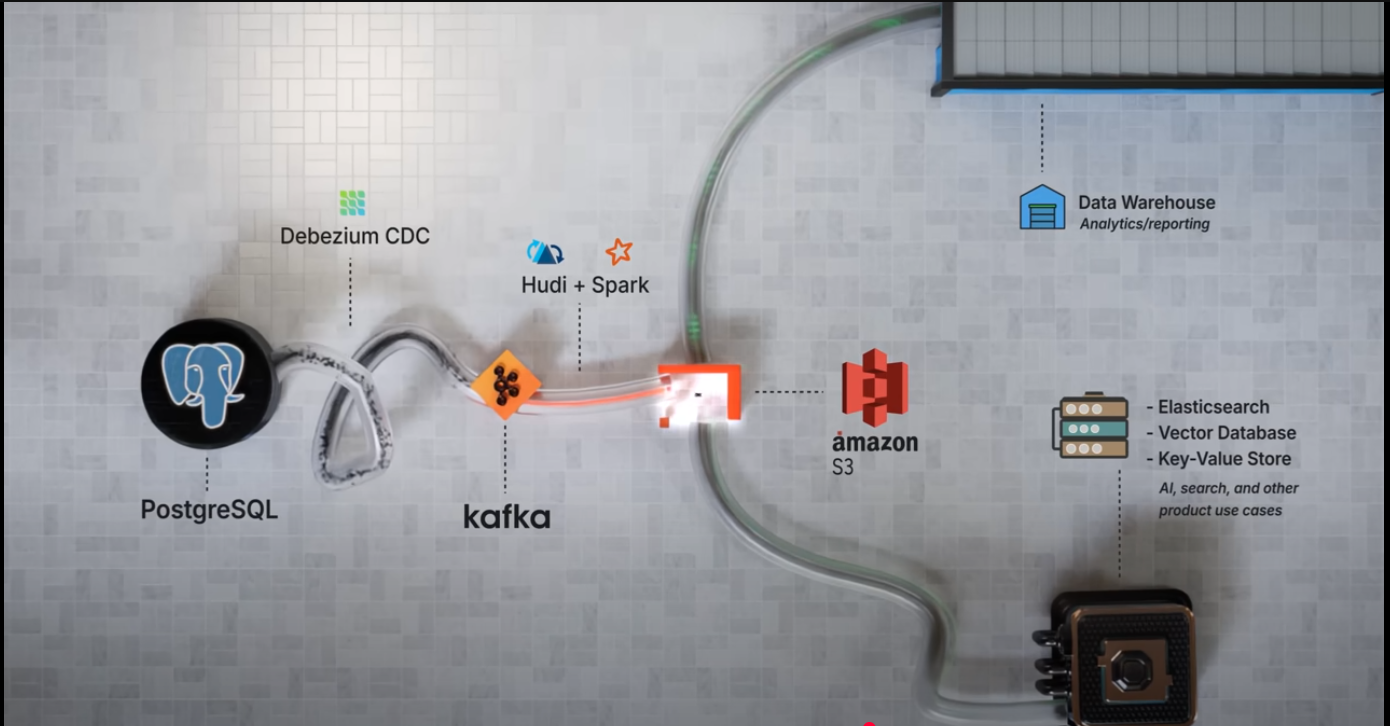 Debezium CDC
Hudi + Spark
PostgreSQL
kafka
amazon
S3
Data Warehouse
Analytics/reporting
- Elasticsearch
- Vector Database
- Key-Value Store
AI, search, and other
product use cases